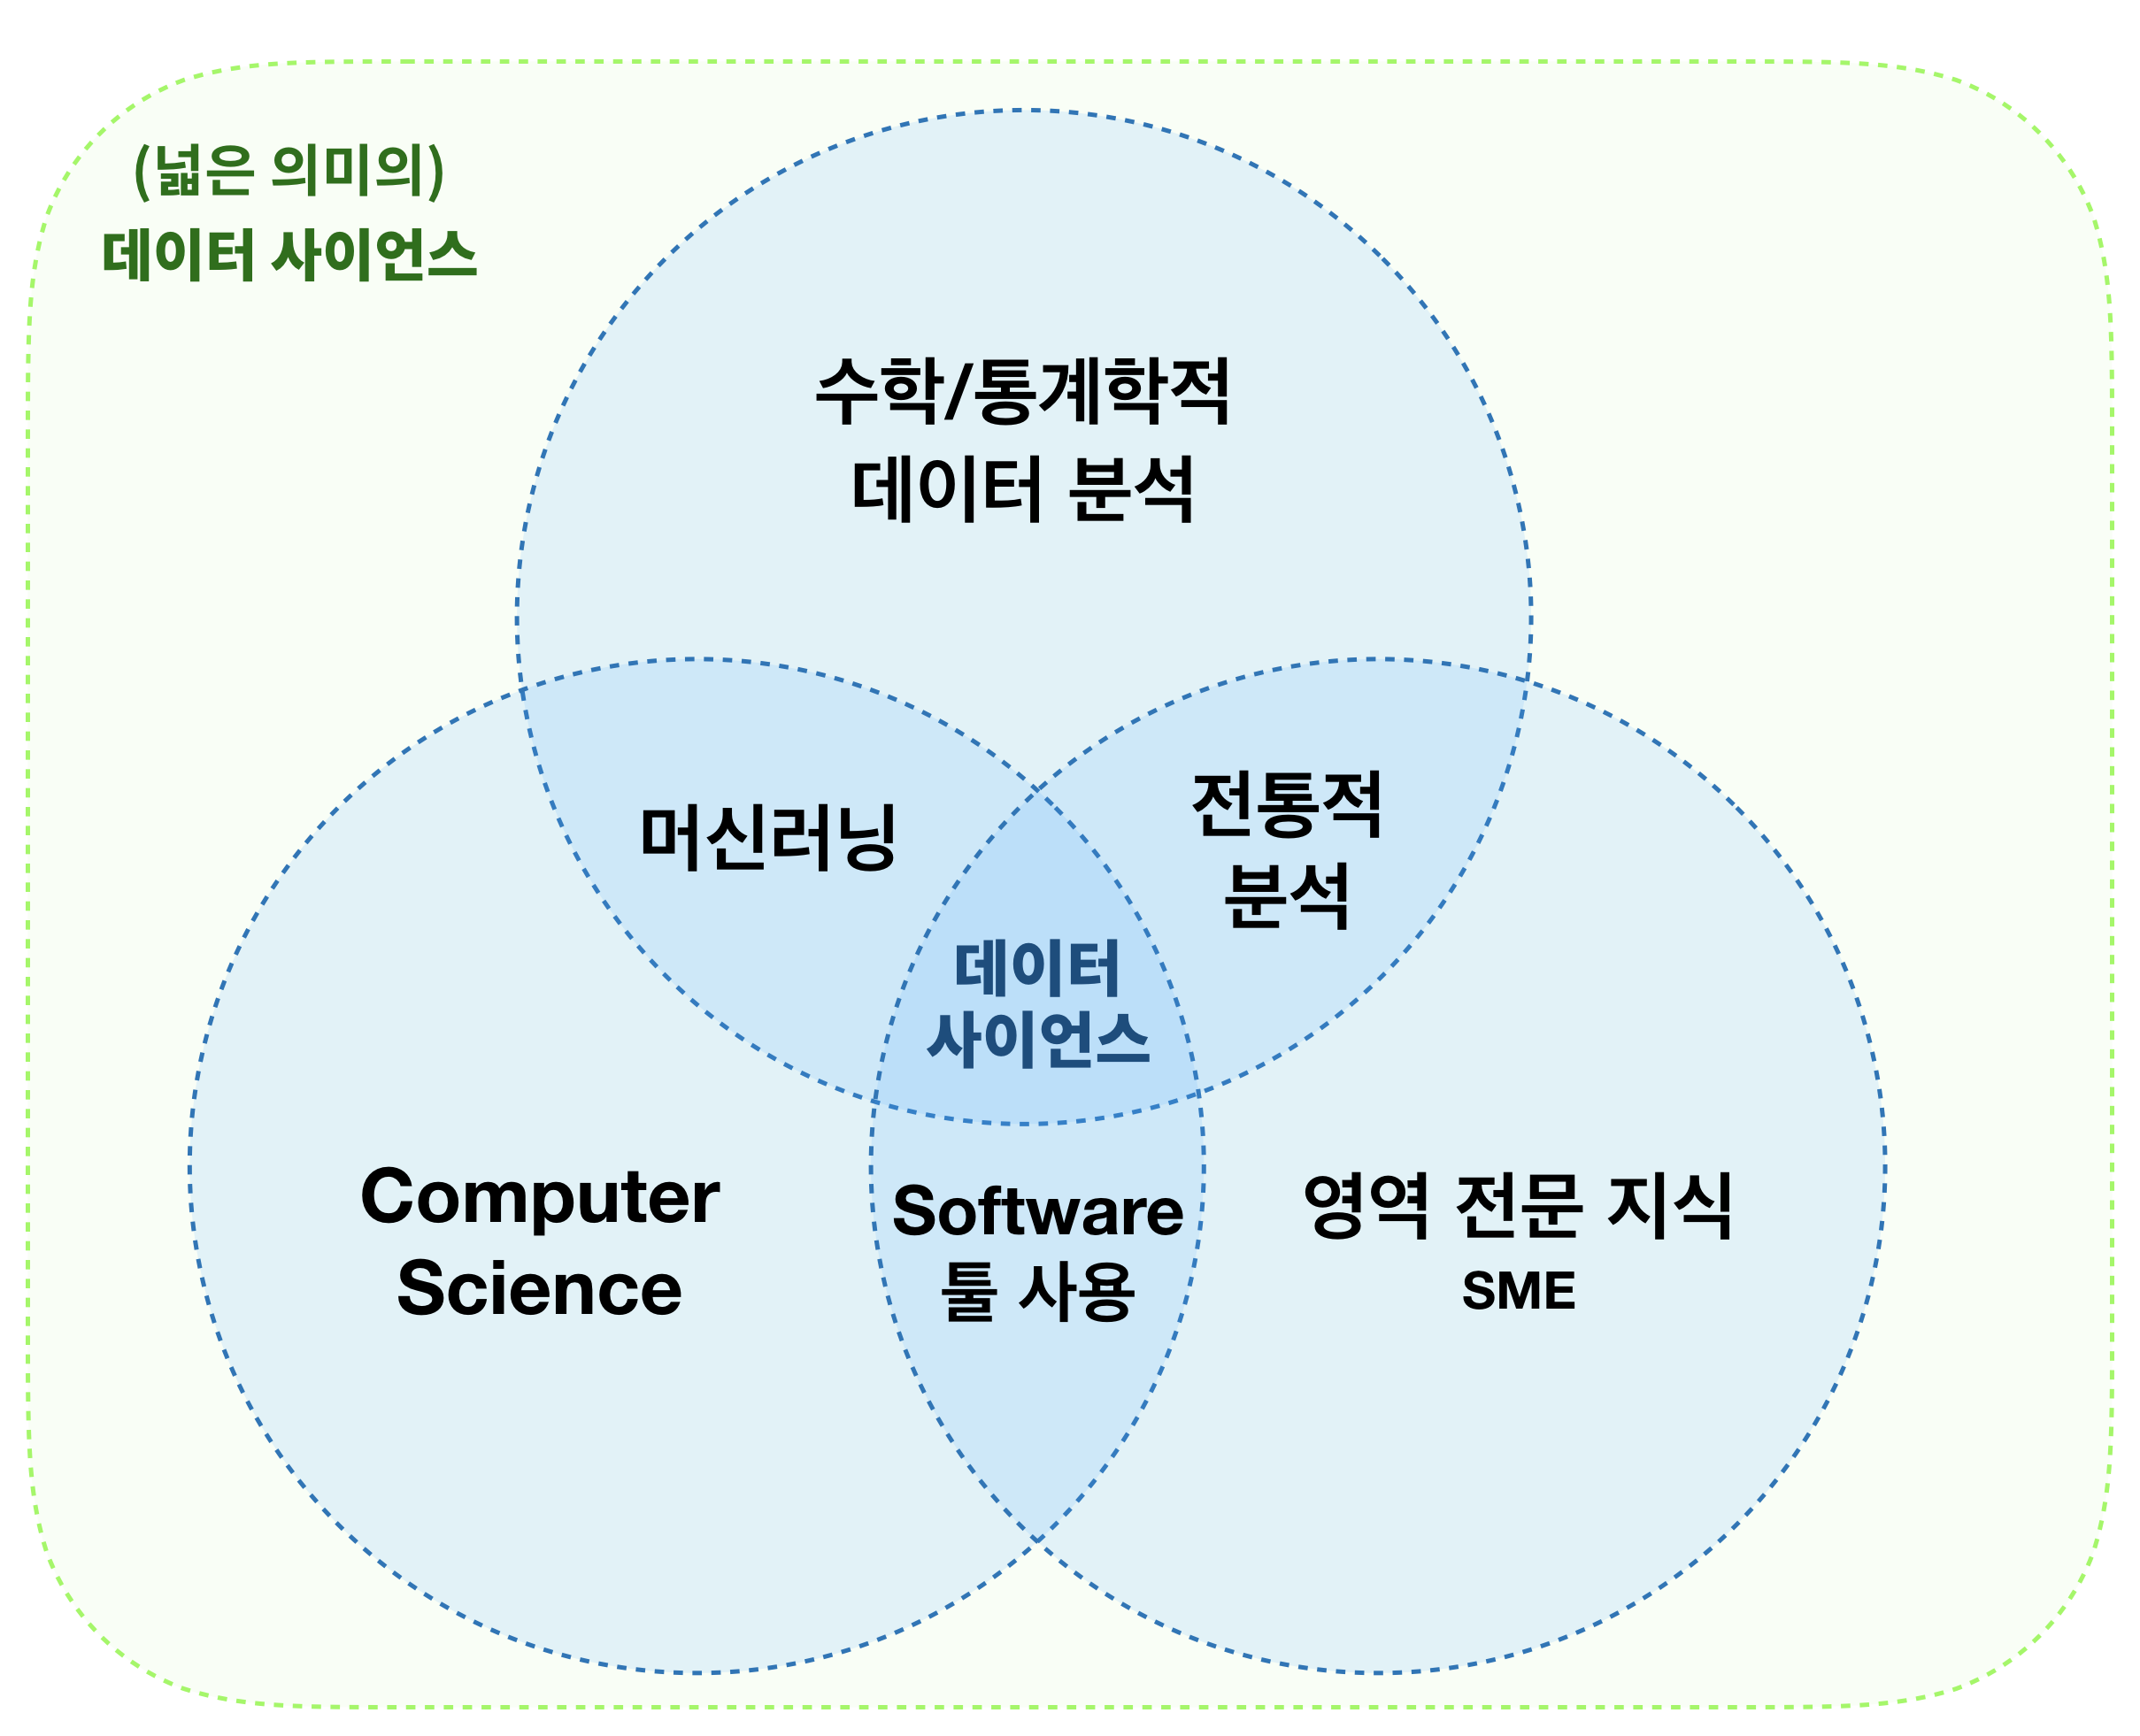 (넓은 의미의)
데이터 사이언스
수학/통계학적
데이터 분석
머신러닝
전통적
분석
데이터
사이언스
Computer
Science
Software
툴 사용
영역 전문 지식
SME